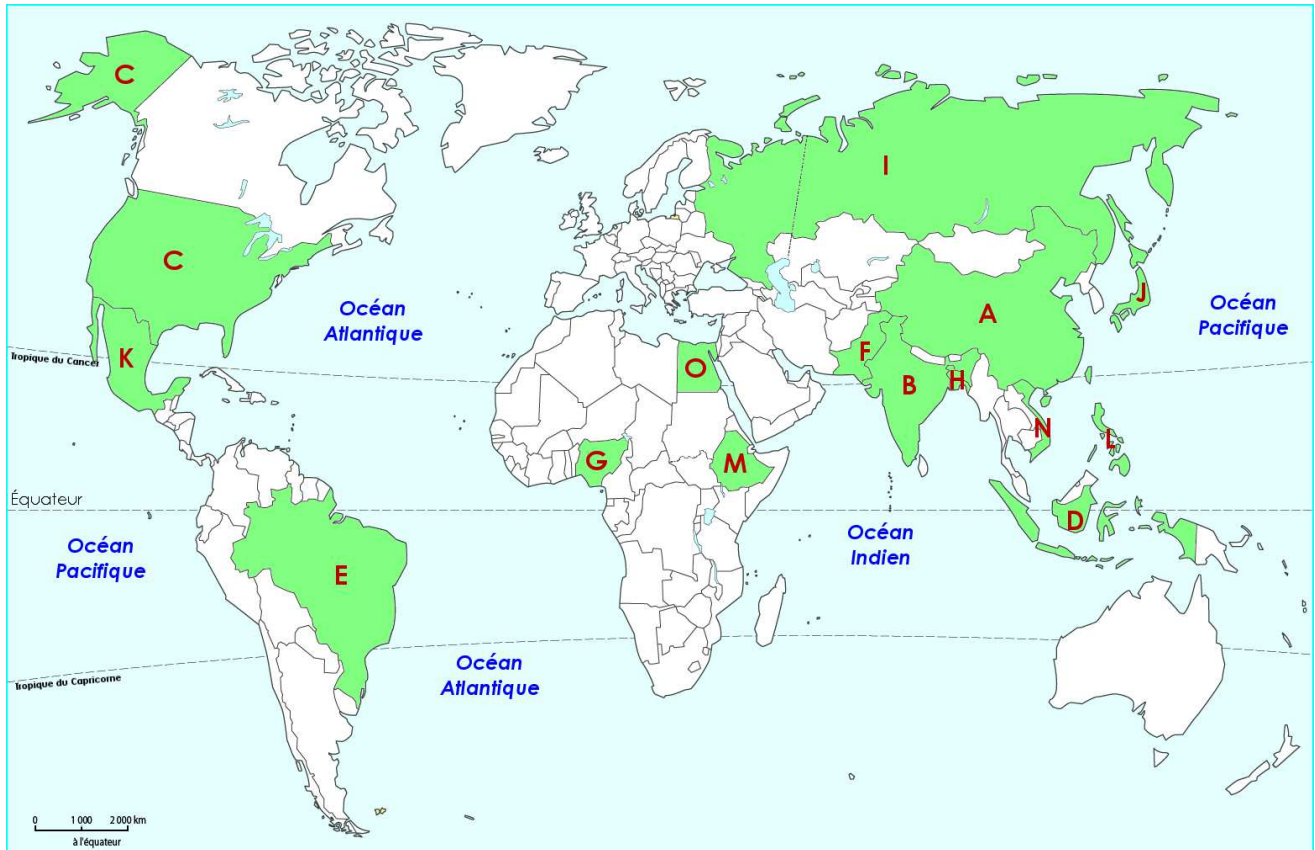 C
I
C
Océan
Atlantique
J
A
Océan
Pacifique
Tropique du Cancer
K
F
O
B
H
N
L
G
M
Équateur
D
Océan
Pacifique
Océan
Indien
E
Océan
Atlantique
Tropique du Capricorne
0 1 000 2 000 km
à l'équateur